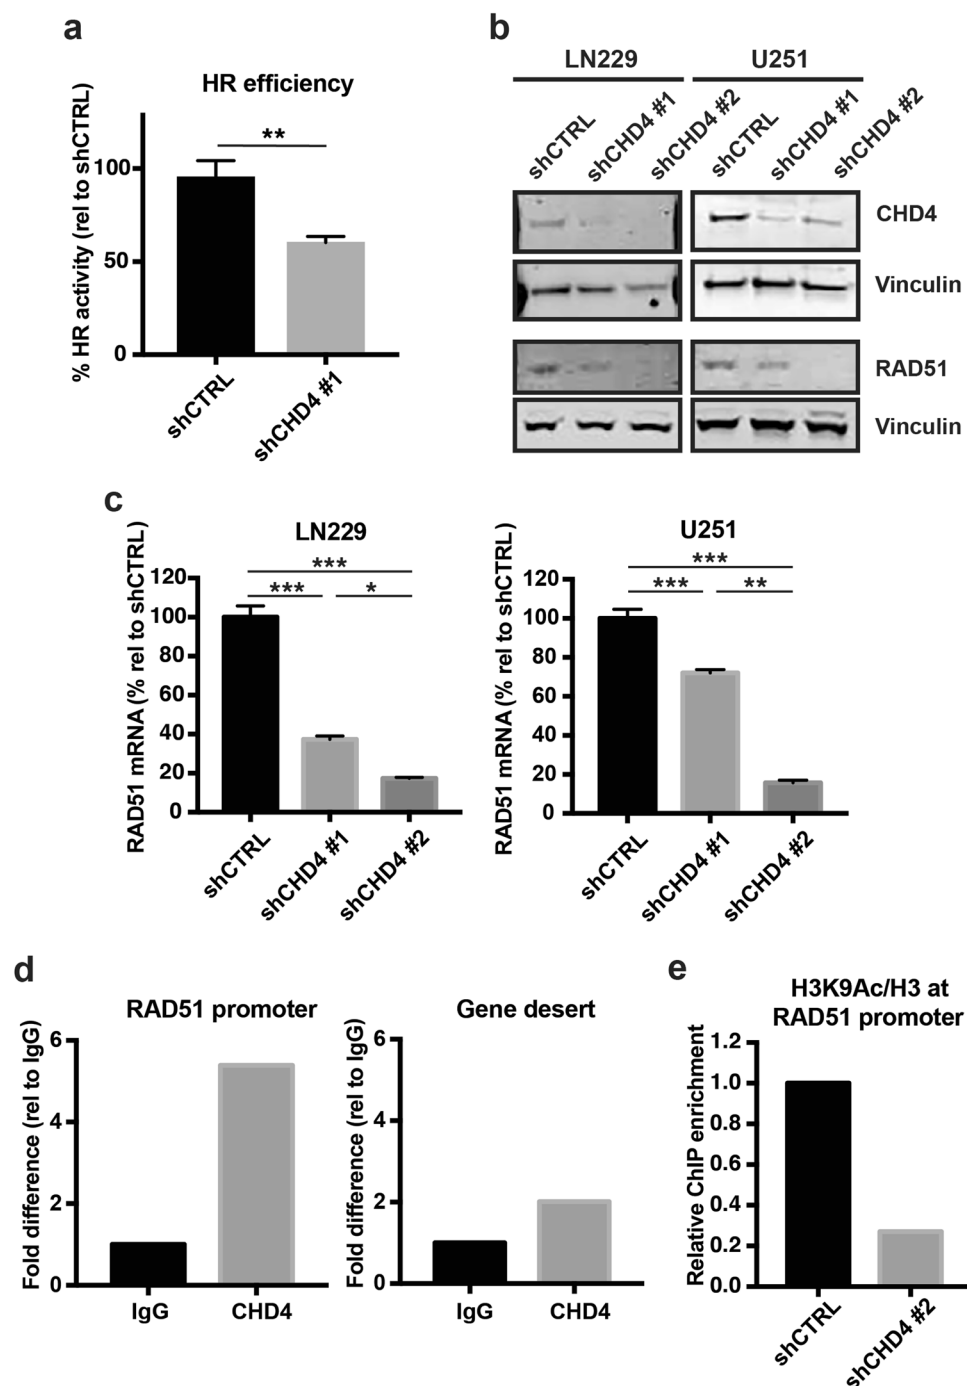 a
HR efficiency
% HR activity (rel to shCTRL)
**
100
50
0
shCTRL
shCHD4 #1
b
LN229
U251
shCTRL
shCHD4 #1
shCHD4 #2
shCTRL
shCHD4 #1
shCHD4 #2
CHD4
Vinculin
RAD51
Vinculin
c
LN229
RAD51 mRNA (% rel to shCTRL)
***
***
*
120
100
80
60
40
20
0
shCTRL
shCHD4 #1
shCHD4 #2
U251
RAD51 mRNA (% rel to shCTRL)
***
***
**
120
100
80
60
40
20
0
shCTRL
shCHD4 #1
shCHD4 #2
d
RAD51 promoter
Fold difference (rel to IgG)
6
4
2
0
IgG
CHD4
Gene desert
Fold difference (rel to IgG)
6
4
2
0
IgG
CHD4
e
H3K9Ac/H3 at
RAD51 promoter
Relative ChIP enrichment
1.2
1.0
0.8
0.6
0.4
0.2
0.0
shCTRL
shCHD4 #2